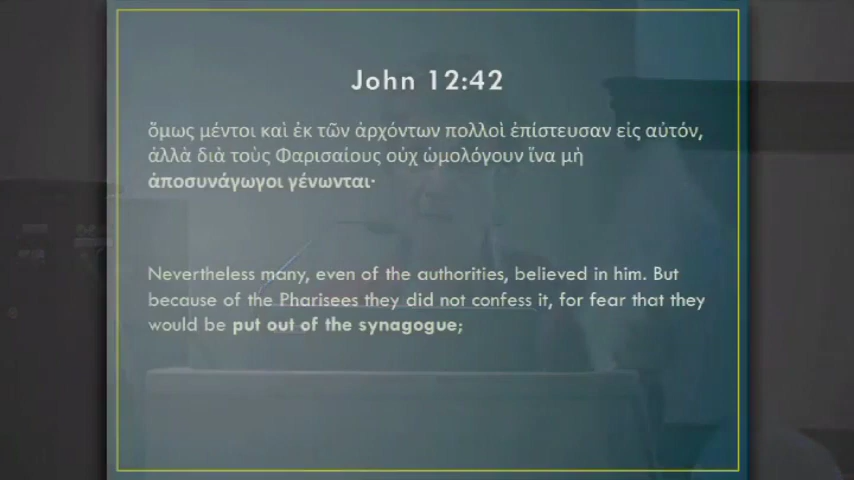 John 12:42
ὅμως μέντοι καὶ ἐκ τῶν ἀρχόντων πολλοὶ ἐπίστευσαν εἰς αὐτόν,
ἀλλὰ διὰ τοὺς Φαρισαίους οὐχ ὡμολόγουν ἵνα μὴ
ἀποσυνάγωγοι γένωνται·
Nevertheless many, even of the authorities, believed in him. But
because of the Pharisees they did not confess it, for fear that they
would be put out of the synagogue;